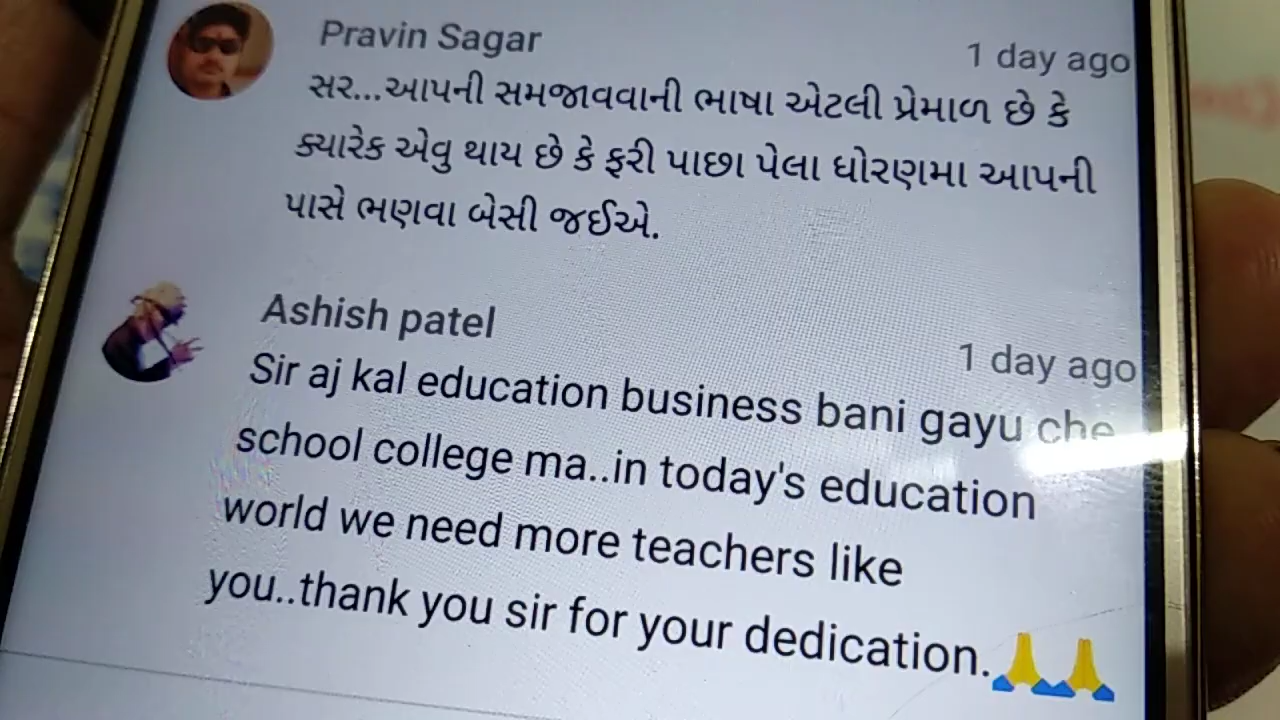 Pravin Sagar
1 day ago
સર...આપની સમજાવવાની ભાષા એટલી પ્રેમાળ છે કે
ક્યારેક એવુ થાય છે કે ફરી પાછા પેલા ધોરણમા આપની
પાસે ભણવા બેસી જઈએ.
Ashish patel
1 day ago
Sir aj kal education business bani gayu che
school college ma..in today's education
world we need more teachers like
you..thank you sir for your dedication.🙏🙏